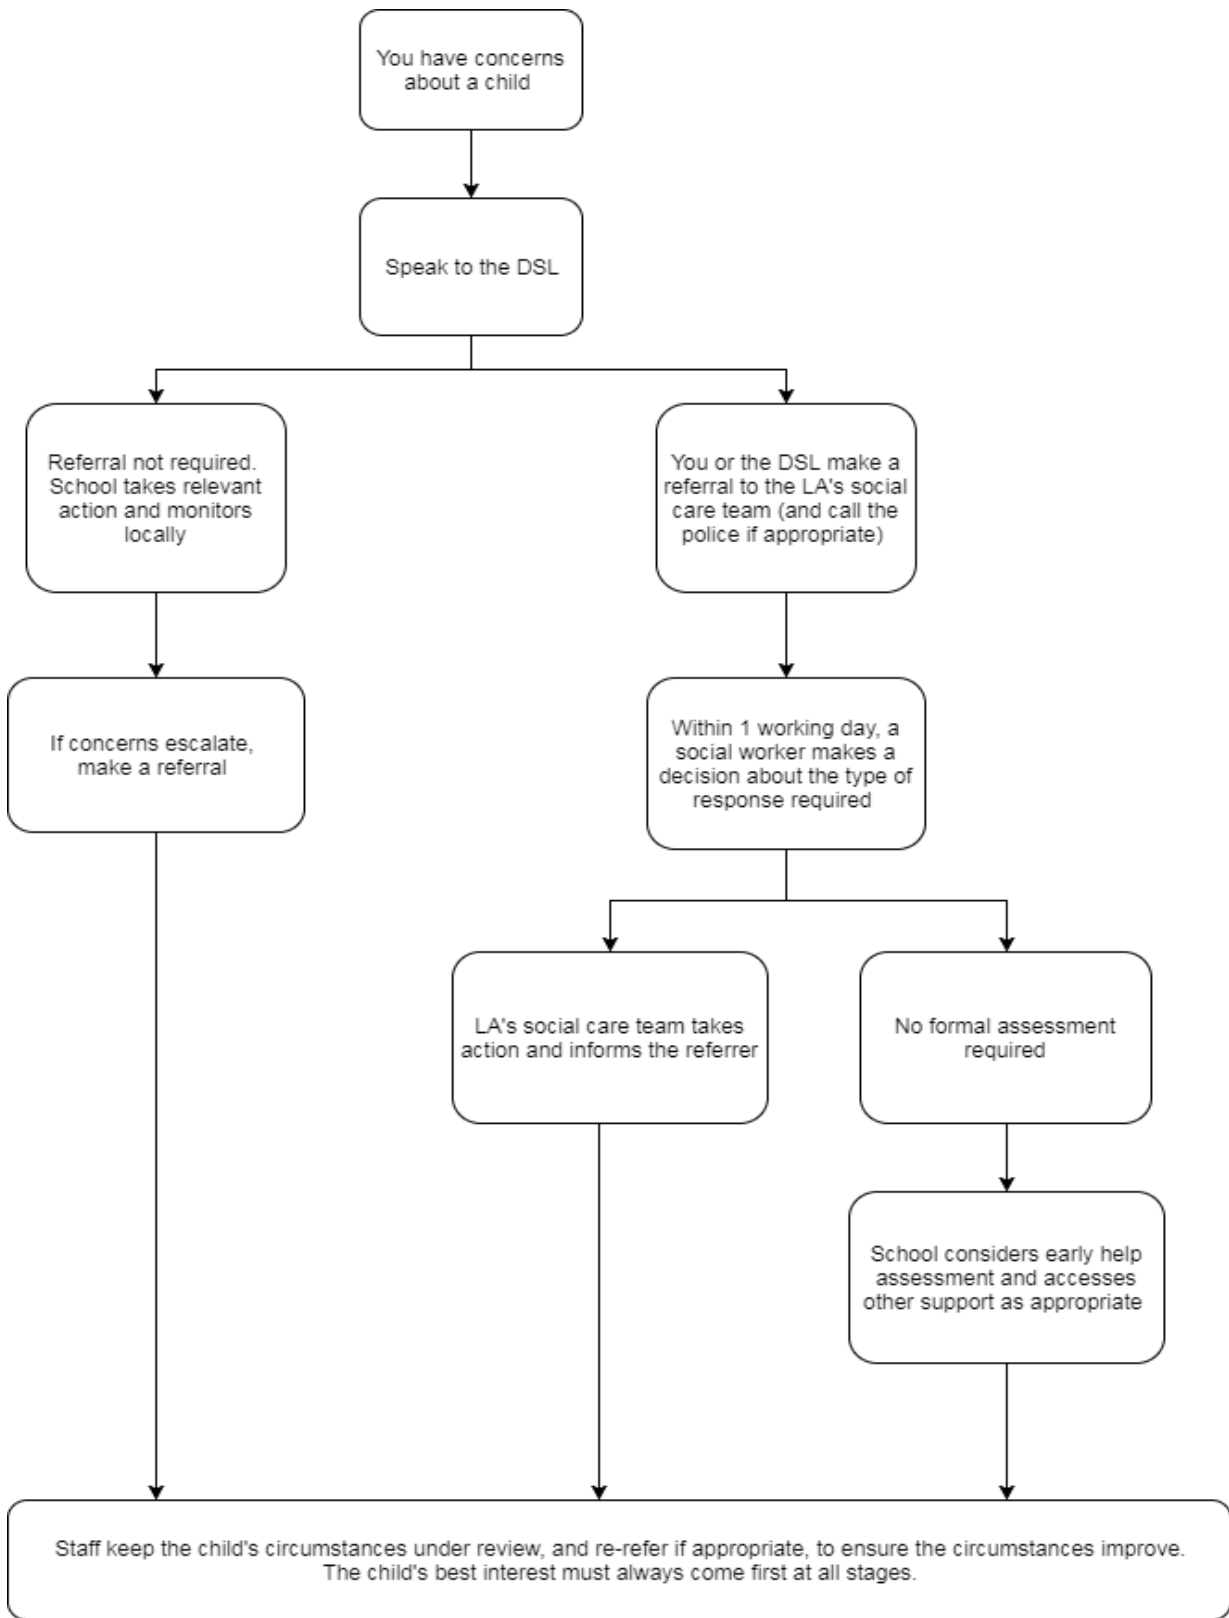 You have concerns
about a child
Speak to the DSL
Referral not required.
School takes relevant
action and monitors
locally
You or the DSL make a
referral to the LA's social
care team (and call the
police if appropriate)
If concerns escalate,
make a referral
Within 1 working day, a
social worker makes a
decision about the type of
response required
LA's social care team takes
action and informs the referrer
No formal assessment
required
School considers early help
assessment and accesses
other support as appropriate
Staff keep the child's circumstances under review, and re-refer if appropriate, to ensure the circumstances improve.
The child's best interest must always come first at all stages.